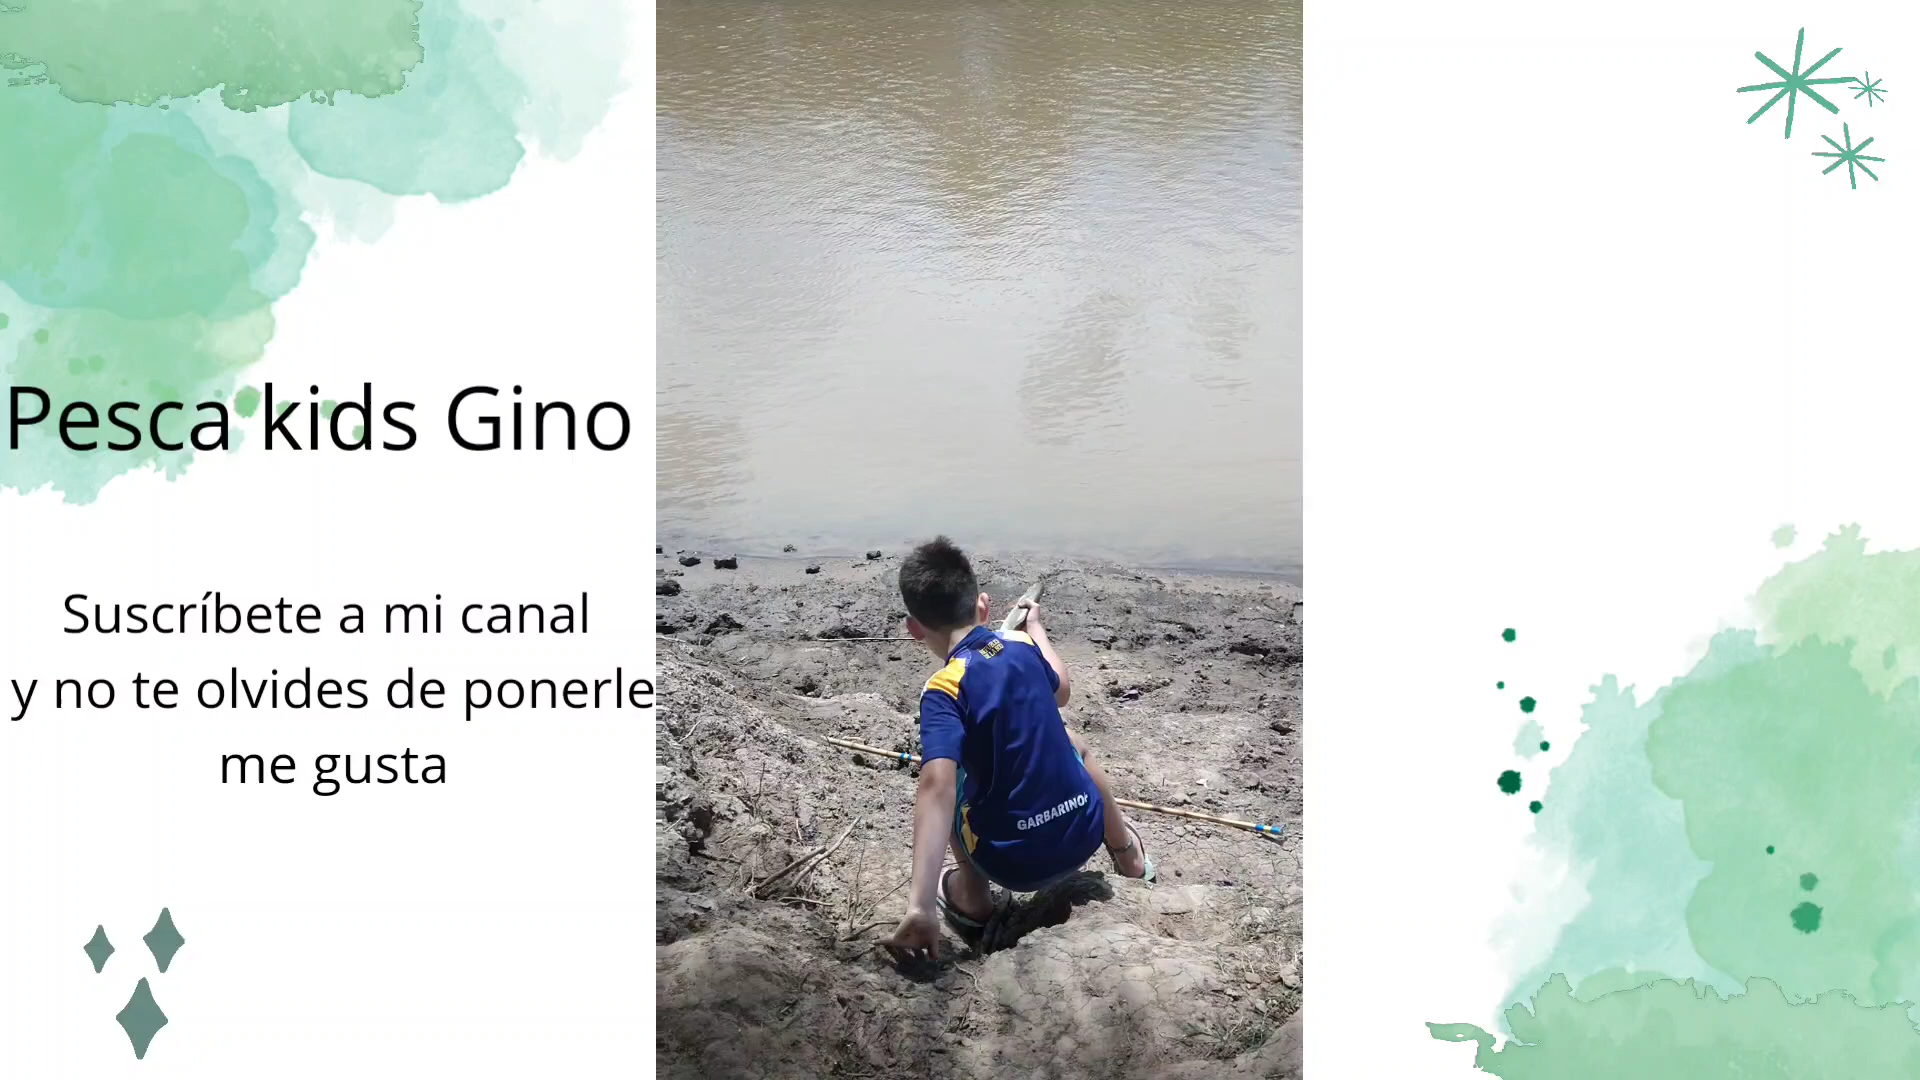 Pesca kids Gino
Suscríbete a mi canal
y no te olvides de ponerle
me gusta
GARBARINO